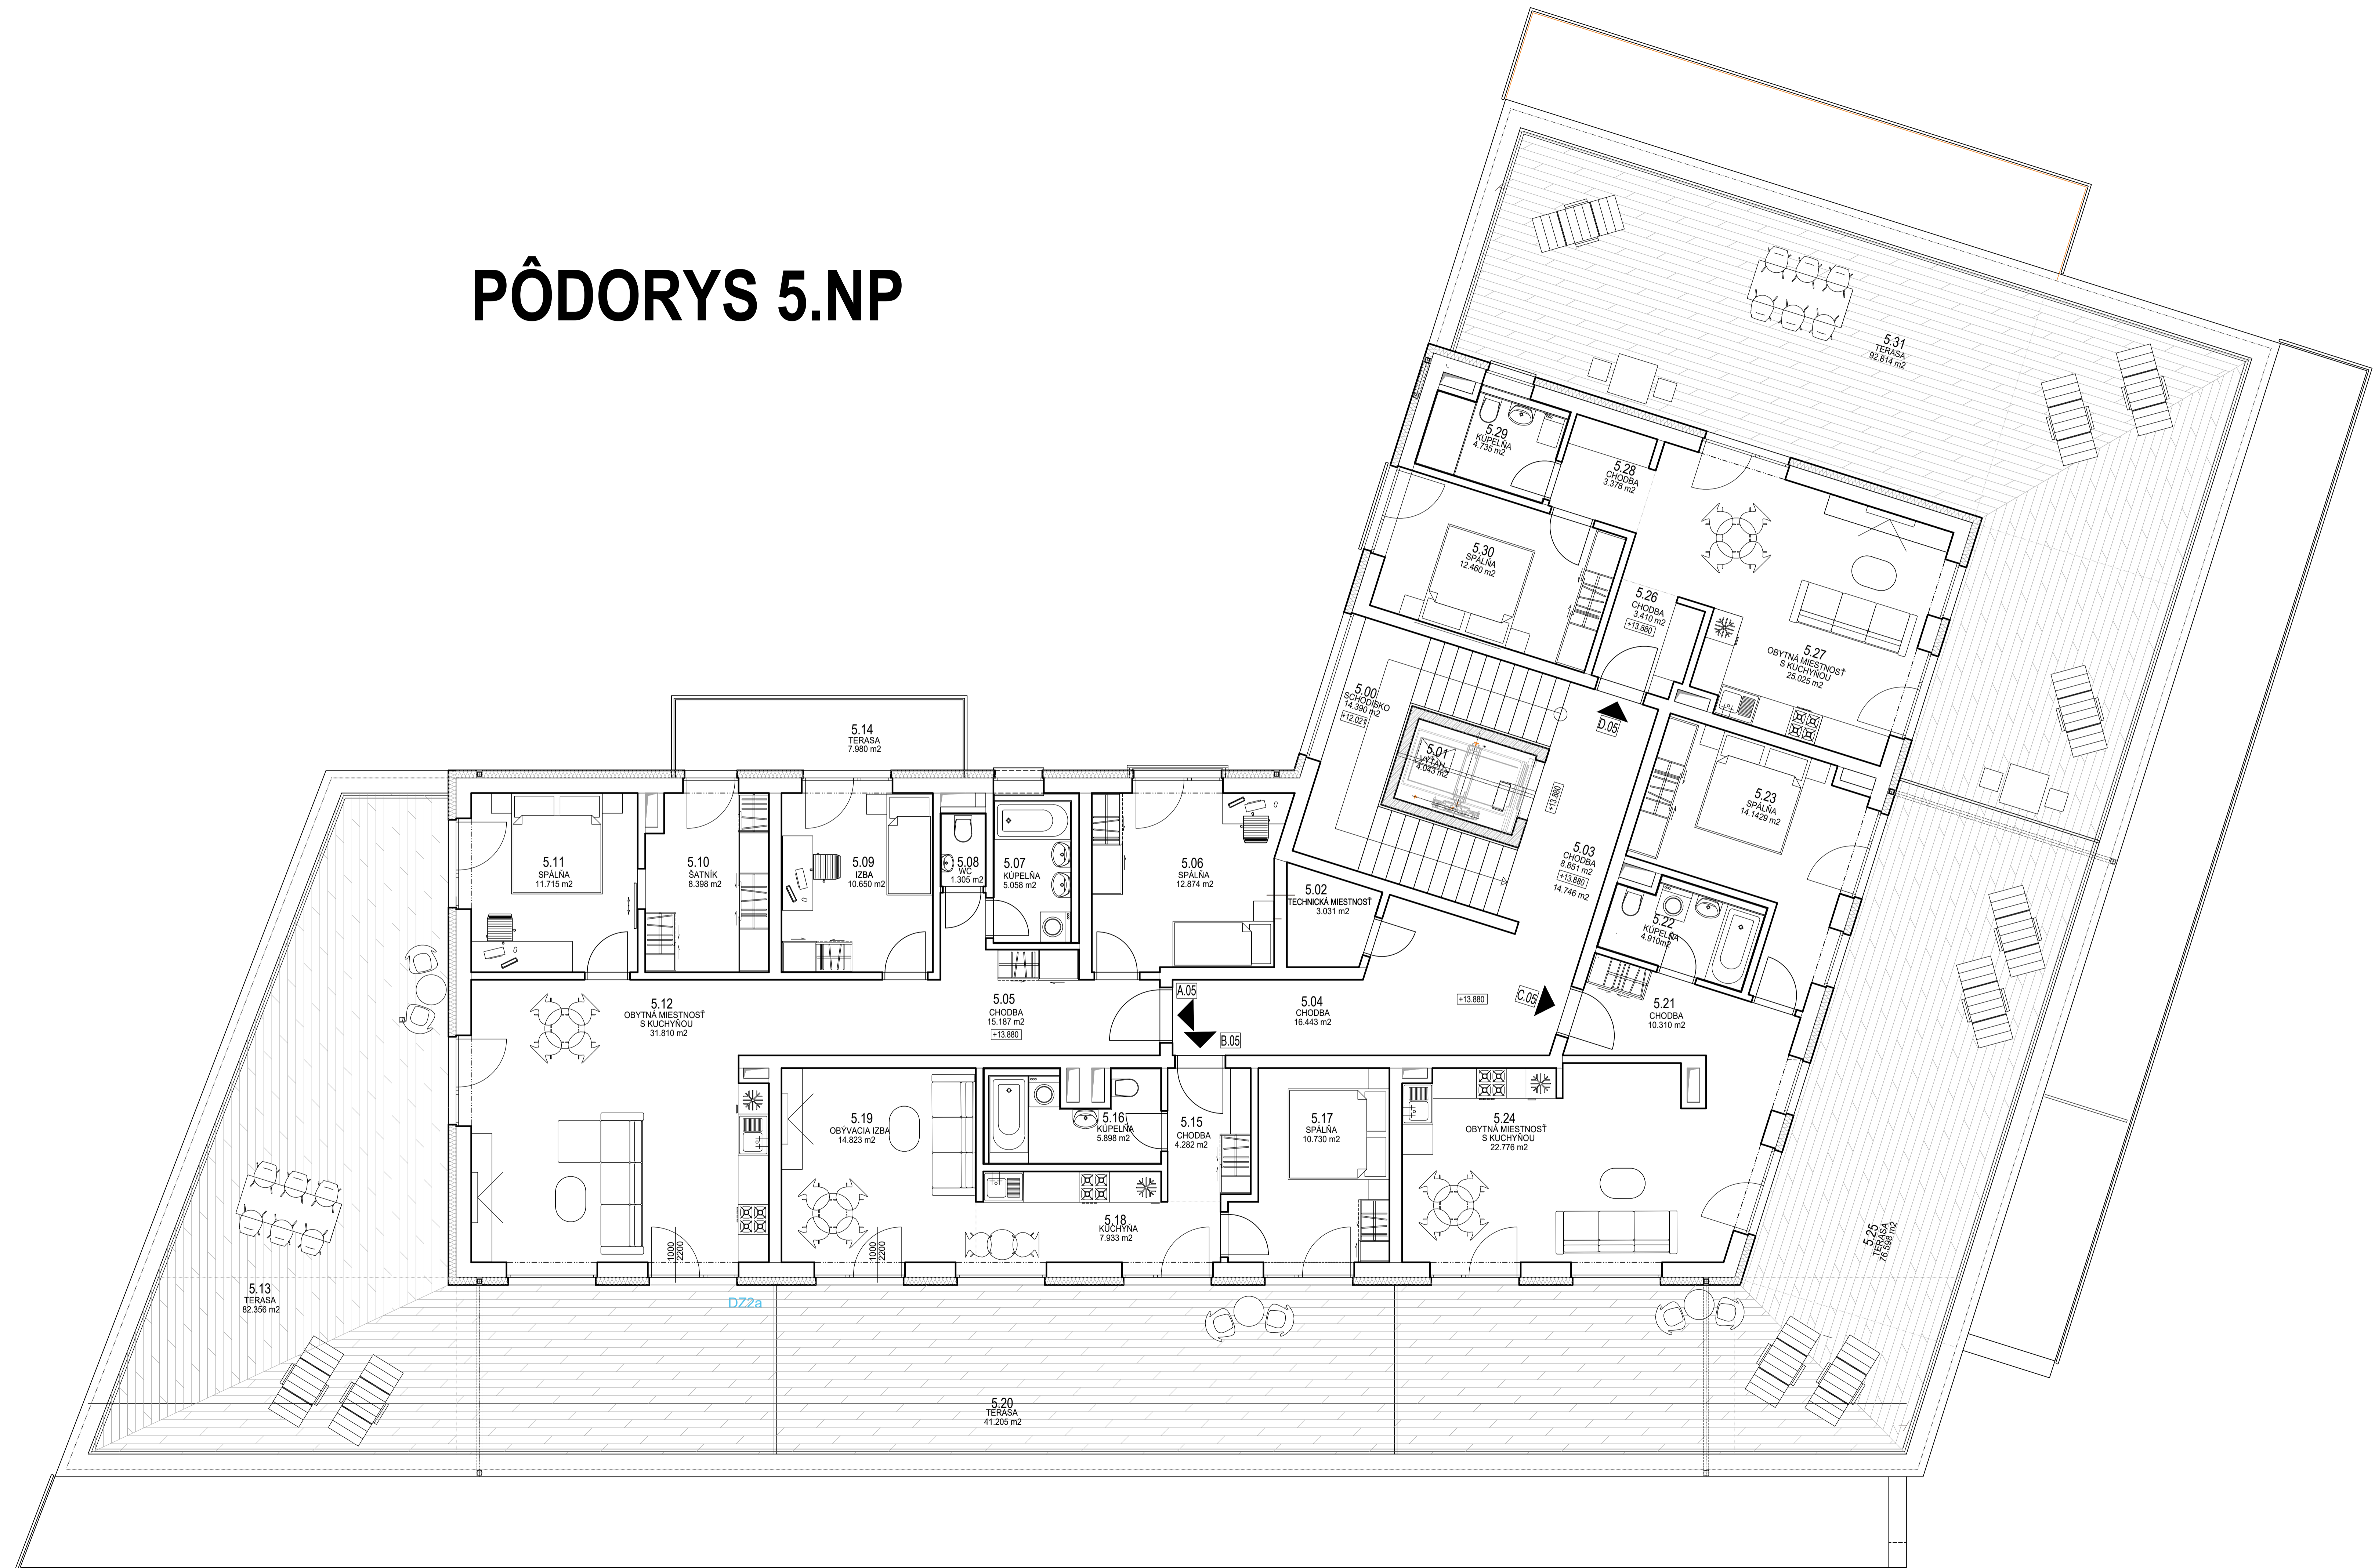 PÔDORYS 5.NP
5.31
TERASA
92.814 m2
5.29
KÚPEĽŇA
4.735 m2
5.28
CHODBA
3.378 m2
5.30
SPÁLŇA
12.460 m2
5.26
CHODBA
3.410 m2
+13.880
5.27
OBYTNÁ MIESTNOSŤ
S KUCHYŇOU
25.025 m2
5.00
SCHODISKO
14.390 m2
+12.021
D.05
5.01
VÝŤAH
4.043 m2
+13.880
5.23
SPÁLŇA
14.1429 m2
5.03
CHODBA
8.851 m2
+13.880
14.746 m2
5.14
TERASA
7.980 m2
5.11
SPÁLŇA
11.715 m2
5.10
ŠATNÍK
8.398 m2
5.09
IZBA
10.650 m2
5.08
WC
1.305 m2
5.07
KÚPEĽŇA
5.058 m2
5.06
SPÁLŇA
12.874 m2
5.02
TECHNICKÁ MIESTNOSŤ
3.031 m2
5.22
KÚPEĽŇA
4.910m2
5.12
OBYTNÁ MIESTNOSŤ
S KUCHYŇOU
31.810 m2
5.05
CHODBA
15.187 m2
+13.880
A.05
B.05
5.04
CHODBA
16.443 m2
+13.880
C.05
5.21
CHODBA
10.310 m2
5.19
OBÝVACIA IZBA
14.823 m2
5.16
KÚPEĽŇA
5.898 m2
5.15
CHODBA
4.282 m2
5.17
SPÁLŇA
10.730 m2
5.24
OBYTNÁ MIESTNOSŤ
S KUCHYŇOU
22.776 m2
5.18
KUCHYŇA
7.933 m2
1000
2200
1000
2200
5.25
TERASA
76.598 m2
5.13
TERASA
82.356 m2
DZ2a
5.20
TERASA
41.205 m2